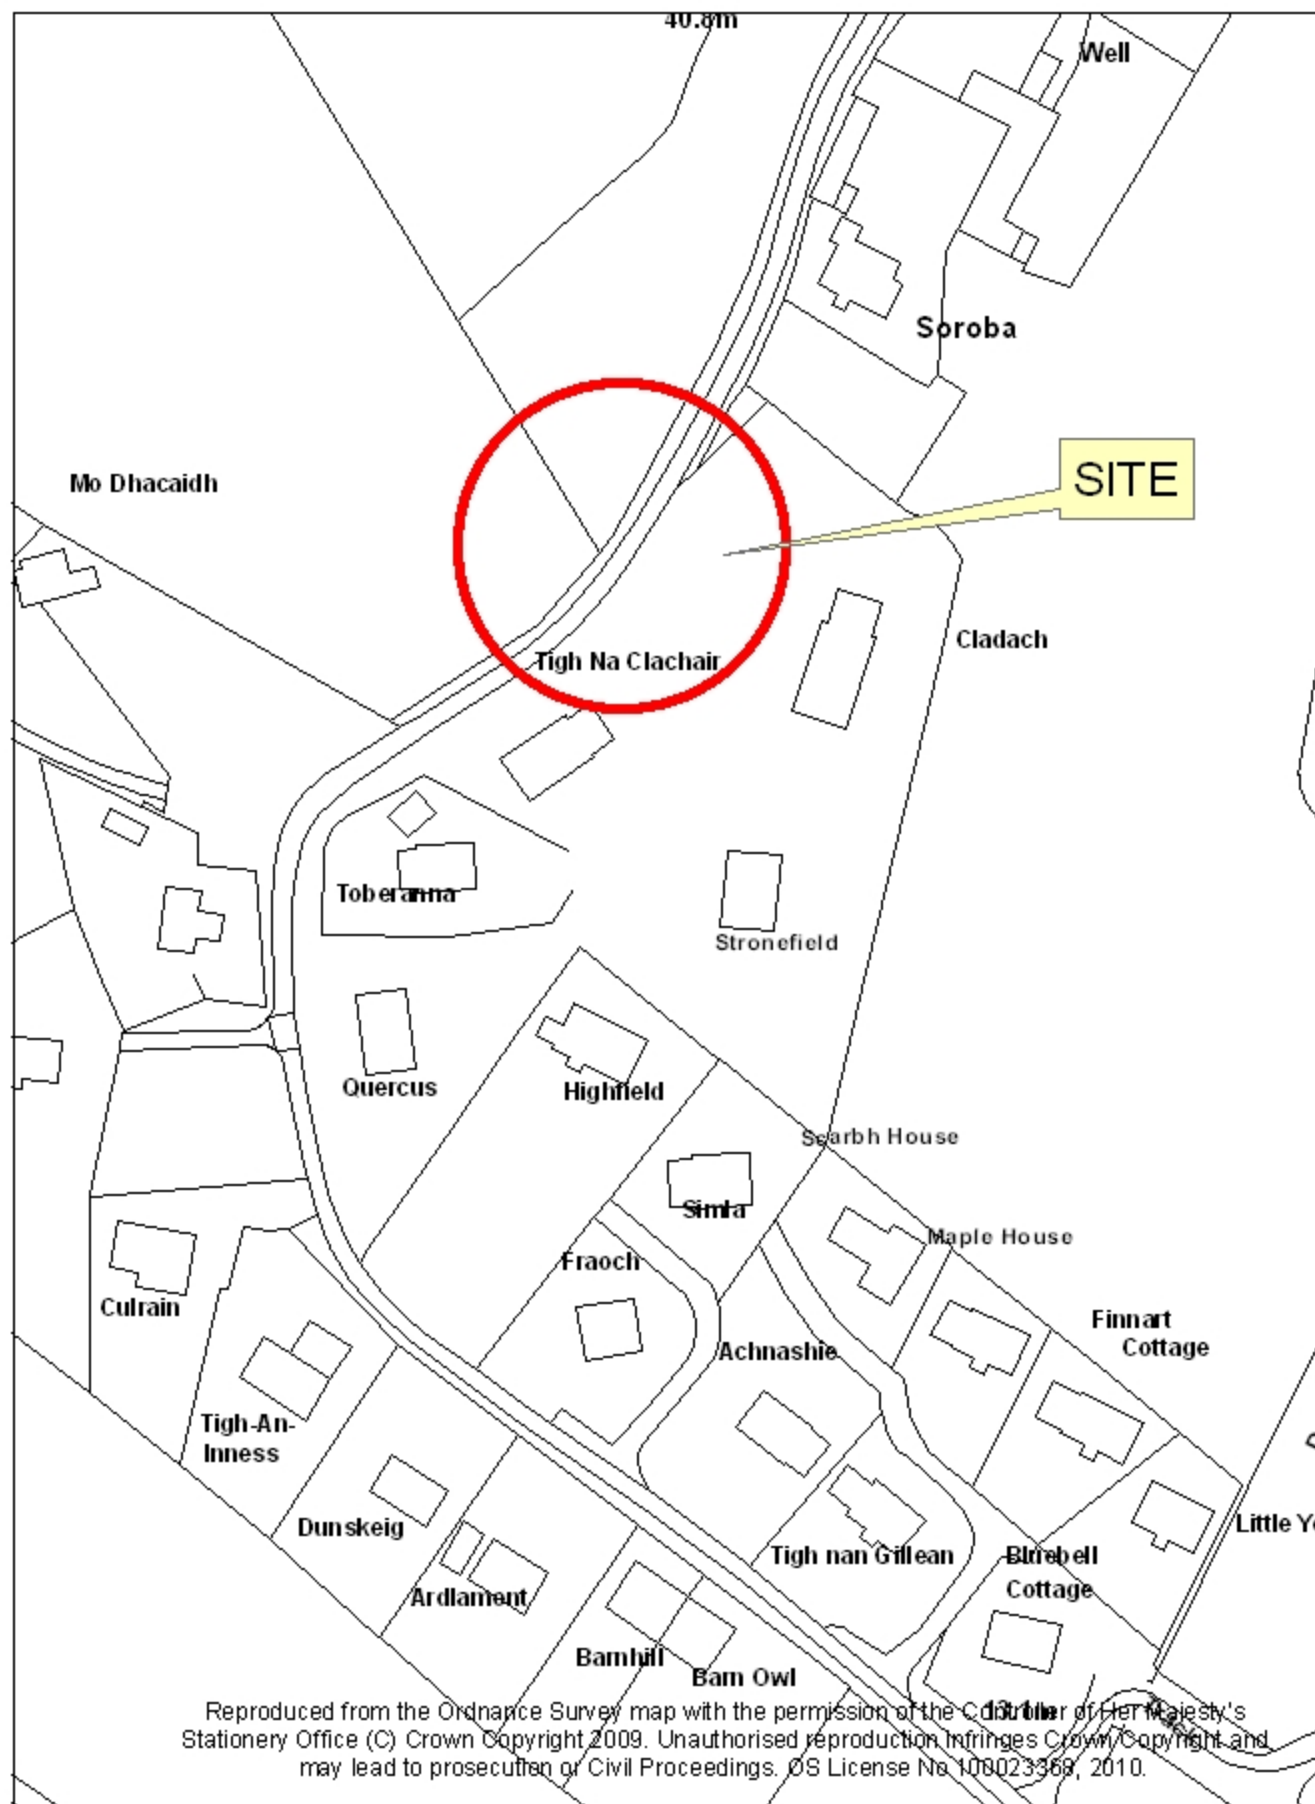 40.8m
Well
Soroba
Mo Dhacaidh
SITE
Cladach
Tigh Na Clachair
Toberanna
Stronefield
Quercus
Highfield
Scarbh House
Simla
Maple House
Fraoch
Culrain
Finnart
Cottage
Achnashie
Tigh-An-
Inness
Little
Dunskeig
Tigh nan Gillean
Bluebell
Cottage
Ardlament
Barnhill
Barn Owl
13.1m
Track
Reproduced from the Ordnance Survey map with the permission of the Controller of Her Majesty's
Stationery Office (C) Crown Copyright 2009. Unauthorised reproduction infringes Crown Copyright and
may lead to prosecution or Civil Proceedings. OS License No 100023368, 2010.